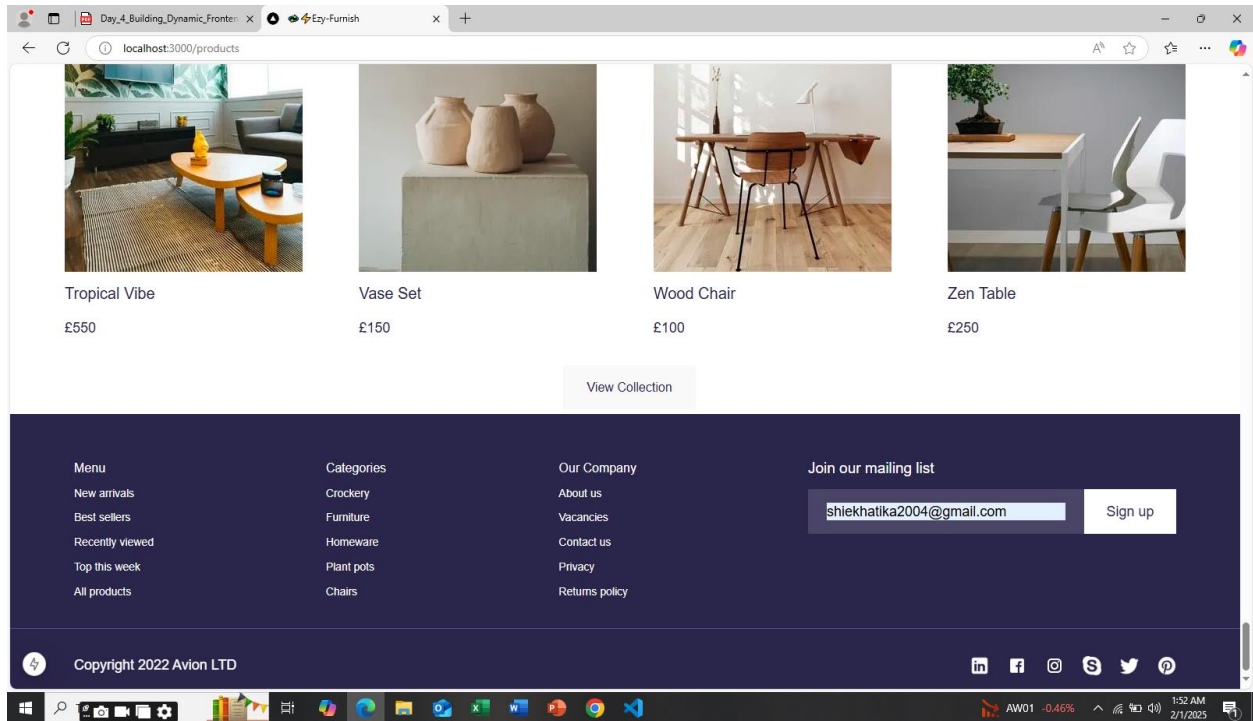 Day_4_Building_Dynamic_Fronten
Ezy-Furnish
localhost:3000/products
Tropical Vibe
Vase Set
Wood Chair
Zen Table
£550
£150
£100
£250
View Collection
Menu
Categories
Our Company
Join our mailing list
New arrivals
Crockery
About us
shiekhatika2004@gmail.com
Sign up
Best sellers
Furniture
Vacancies
Recently viewed
Homeware
Contact us
Top this week
Plant pots
Privacy
All products
Chairs
Returns policy
Copyright 2022 Avion LTD
AW01 -0.46%
1:52 AM
2/1/2025